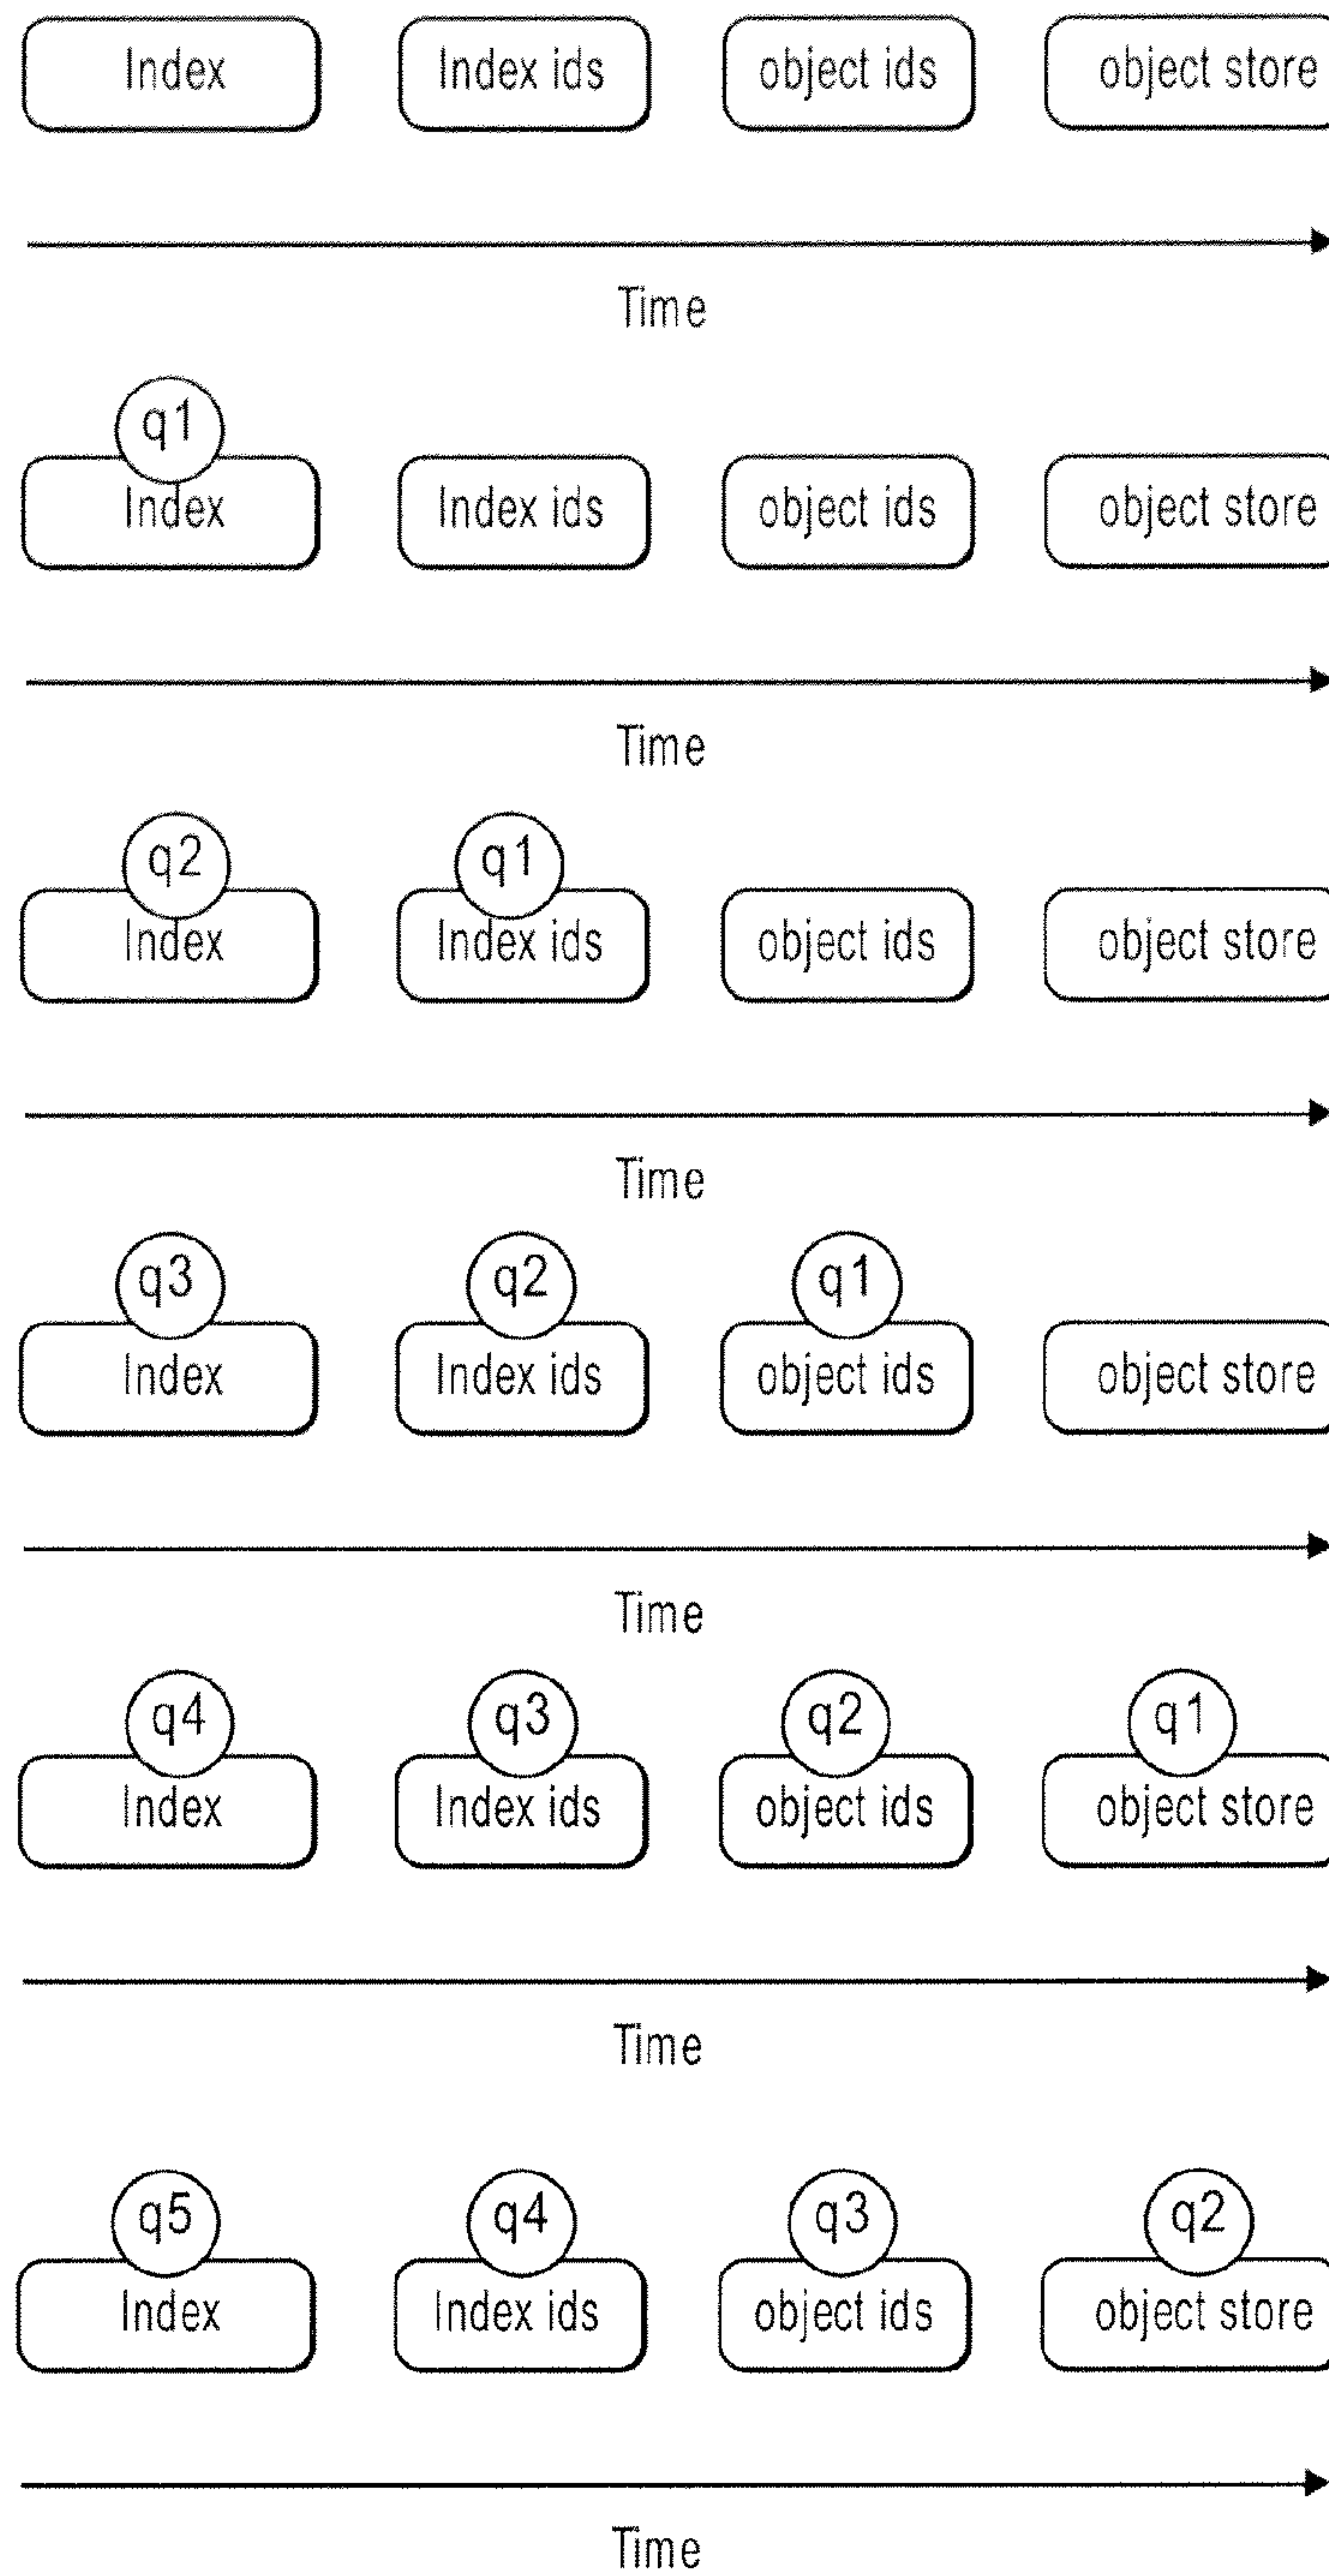 Index Index ids object ids object store
Time
q1
Index Index ids object ids object store
Time
q2 q1
Index Index ids object ids object store
Time
q3 q2 q1
Index Index ids object ids object store
Time
q4 q3 q2 q1
Index Index ids object ids object store
Time
q5 q4 q3 q2
Index Index ids object ids object store
Time